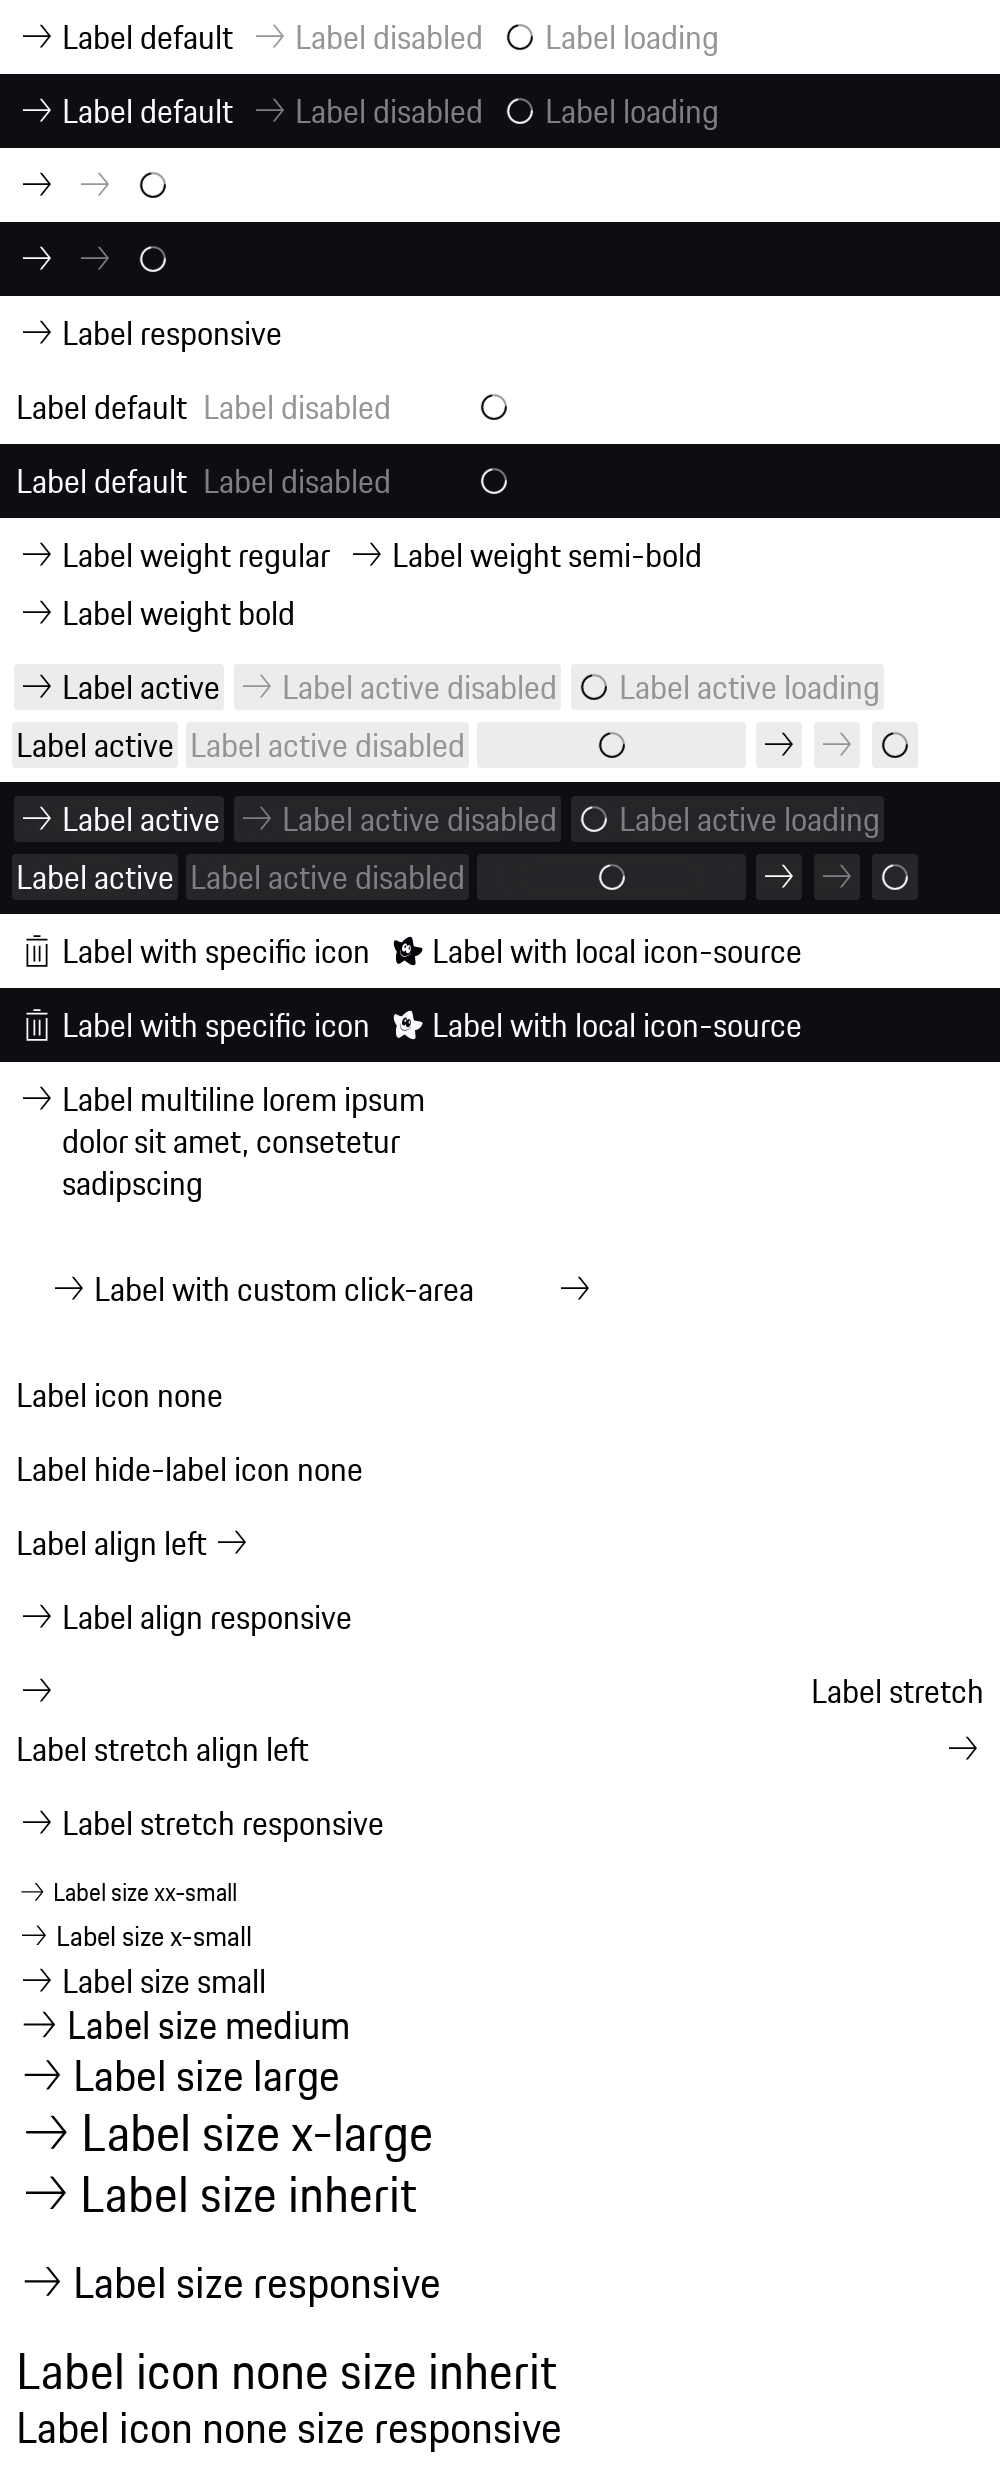 Label default Label disabled Label loading
Label default Label disabled Label loading
Label responsive
Label default Label disabled
Label default Label disabled
Label weight regular Label weight semi-bold
Label weight bold
Label active Label active disabled Label active loading
Label active Label active disabled
Label active Label active disabled Label active loading
Label active Label active disabled
Label with specific icon Label with local icon-source
Label with specific icon Label with local icon-source
Label multiline lorem ipsum
dolor sit amet, consetetur
sadipscing
Label with custom click-area
Label icon none
Label hide-label icon none
Label align left
Label align responsive
Label stretch
Label stretch align left
Label stretch responsive
Label size xx-small
Label size x-small
Label size small
Label size medium
Label size large
Label size x-large
Label size inherit
Label size responsive
Label icon none size inherit
Label icon none size responsive